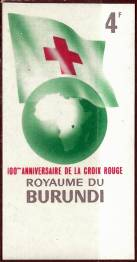 4F
100me ANNIVERSAIRE DE LA CROIX ROUGE
ROYAUME DU
BURUNDI